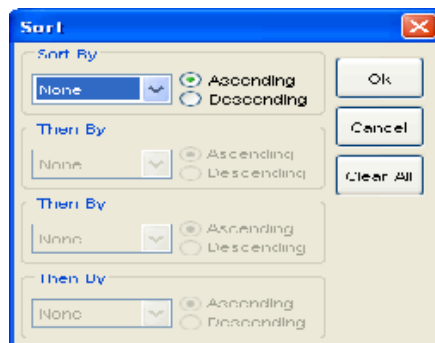 Sort
Sort By
None
Ascending
Descending
Ok
Cancel
Clear All
Then By
None
Ascending
Descending
Then By
None
Ascending
Descending
Then By
None
Ascending
Descending